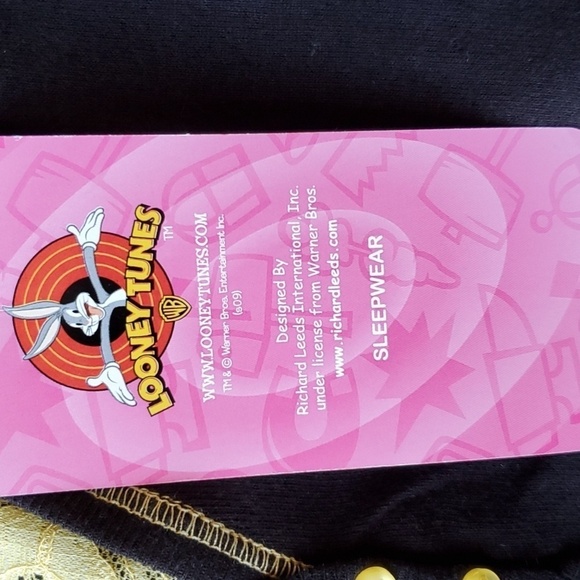 LOONEY TUNES
TM
WB
WWW.LOONEYTUNES.COM
TM & © Warner Bros. Entertainment Inc.
(s09)
Designed By
Richard Leeds International, Inc.
under license from Warner Bros.
www.richardleeds.com
SLEEPWEAR